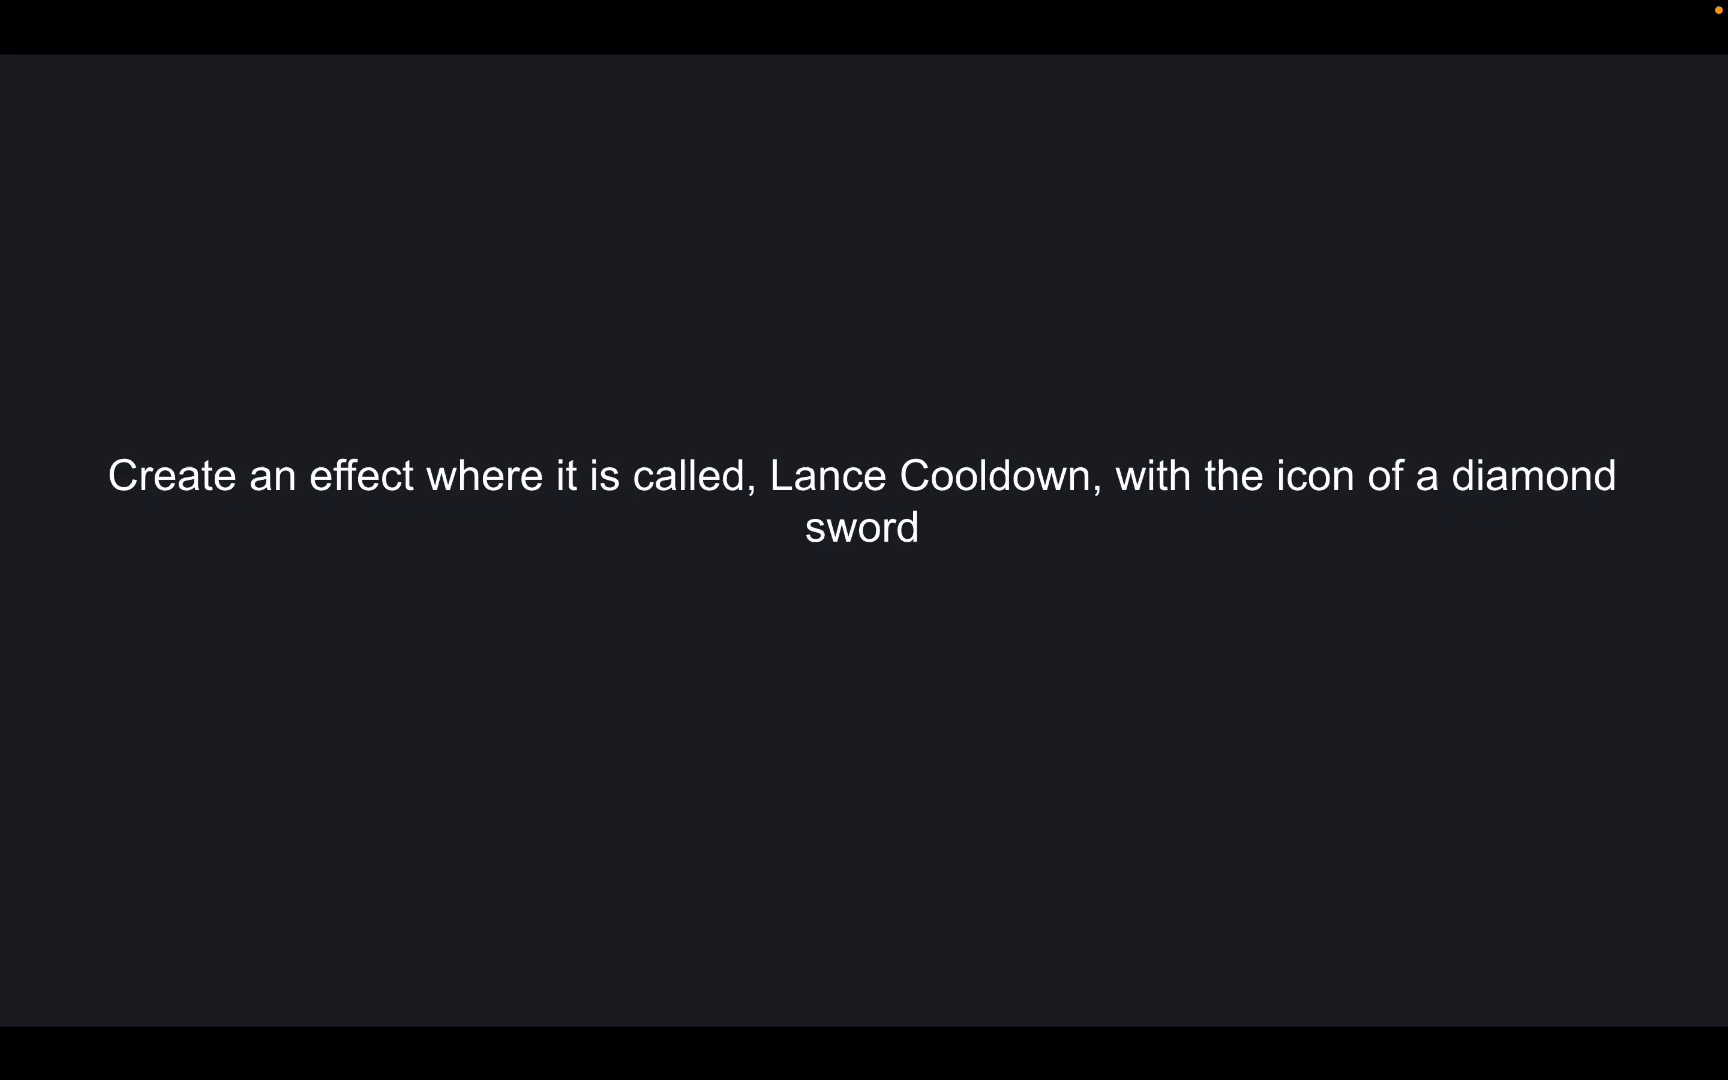 Create an effect where it is called, Lance Cooldown, with the icon of a diamond
sword